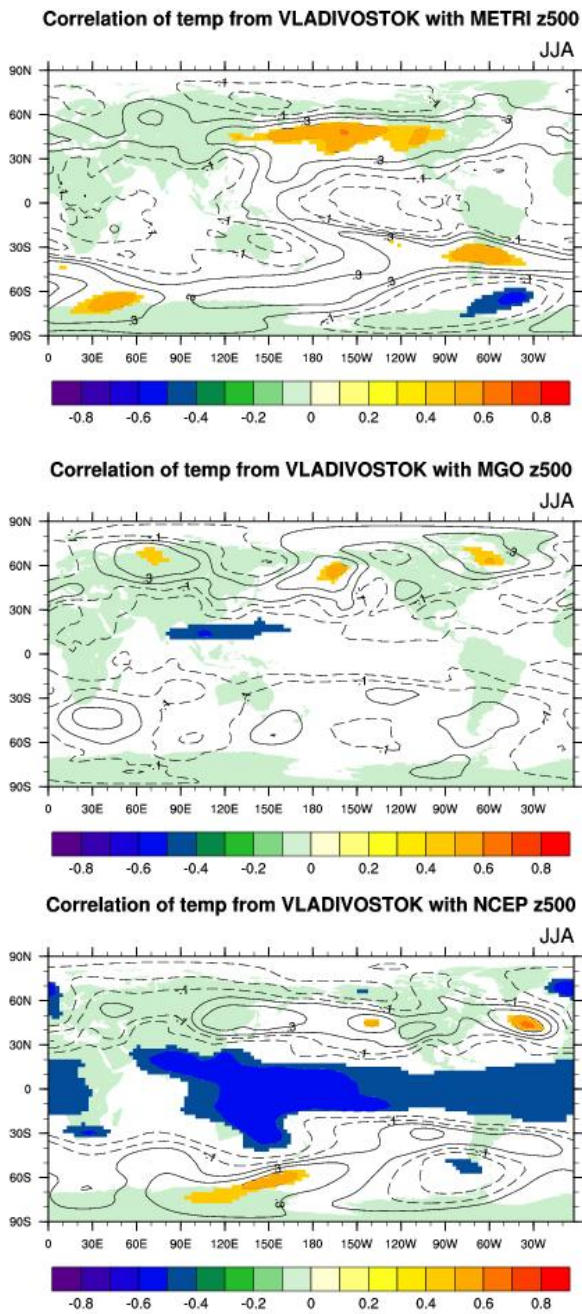 Correlation of temp from VLADIVOSTOK with METRI z500
JJA
90N
60N
30N
0
30S
60S
90S
.1
.3
0 30E 60E 90E 120E 150E 180 150W 120W 90W 60W 30W
-0.8 -0.6 -0.4 -0.2 0 0.2 0.4 0.6 0.8
Correlation of temp from VLADIVOSTOK with MGO z500
JJA
90N
60N
30N
0
30S
60S
90S
0 30E 60E 90E 120E 150E 180 150W 120W 90W 60W 30W
-0.8 -0.6 -0.4 -0.2 0 0.2 0.4 0.6 0.8
Correlation of temp from VLADIVOSTOK with NCEP z500
JJA
90N
60N
30N
0
30S
60S
90S
0 30E 60E 90E 120E 150E 180 150W 120W 90W 60W 30W
-0.8 -0.6 -0.4 -0.2 0 0.2 0.4 0.6 0.8